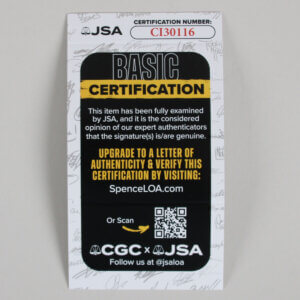 JSA
CERTIFICATION NUMBER:
CI30116
BASIC
CERTIFICATION
This item has been fully examined
by JSA, and it is the considered
opinion of our expert authenticators
that the signature(s) is/are genuine.
UPGRADE TO A LETTER OF
AUTHENTICITY & VERIFY THIS
CERTIFICATION BY VISITING:
SpenceLOA.com
Or Scan
CGC x JSA
Follow us at @jsaloa